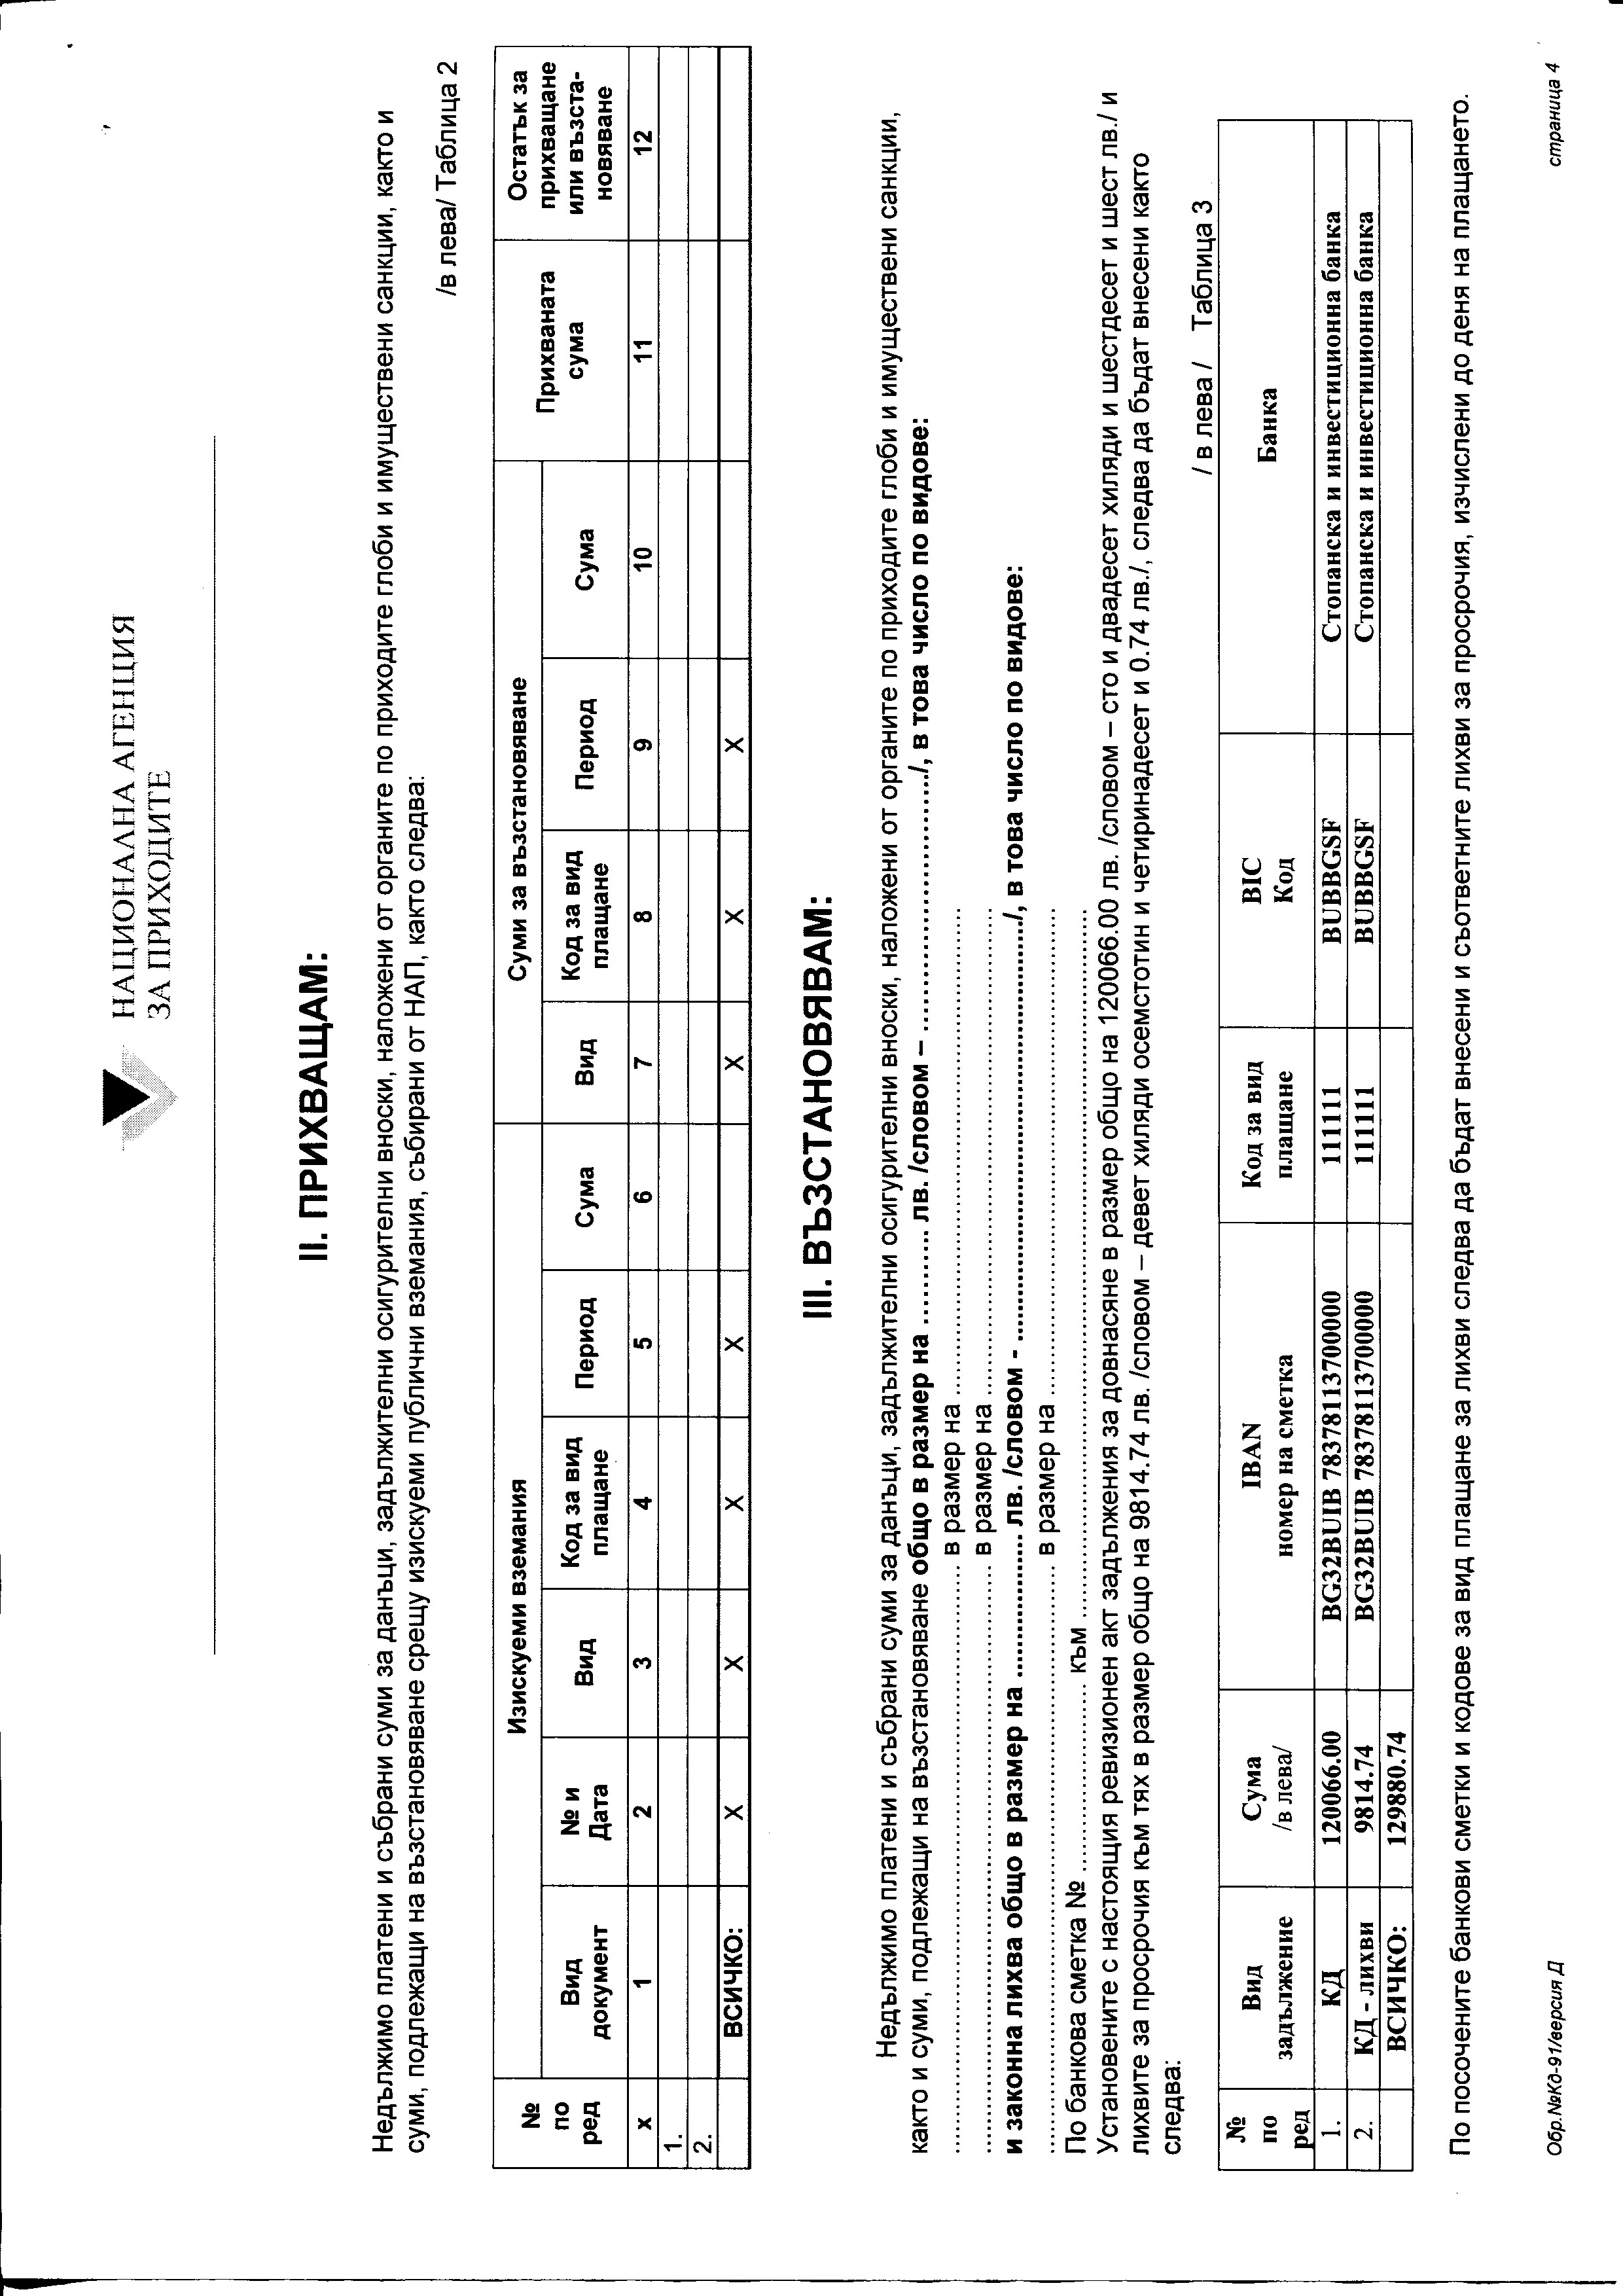 НАЦИОНАЛНА АГЕНЦИЯ
ЗА ПРИХОДИТЕ
II. ПРИХВАЩАМ:
Недължимо платени и събрани суми за данъци, задължителни осигурителни вноски, наложени от органите по приходите глоби и имуществени санкции, както и
суми, подлежащи на възстановяване срещу изискуеми публични вземания, събирани от НАП, както следва:
/в лева/ Таблица 2
№ по ред Изискуеми вземания Суми за възстановяване Прихваната сума Остатък за прихващане или възста-новяване
Вид документ № и Дата Вид Код за вид плащане Период Сума Вид Код за вид плащане Период Сума
x 1 2 3 4 5 6 7 8 9 10 11 12
1.
2.
ВСИЧКО: X X X X X X X X
III. ВЪЗСТАНОВЯВАМ:
Недължимо платени и събрани суми за данъци, задължителни осигурителни вноски, наложени от органите по приходите глоби и имуществени санкции,
както и суми, подлежащи на възстановяване общо в размер на ......... лв. /словом – ............................/, в това число по видове:
................................................ в размер на ................................................
................................................ в размер на ................................................
и законна лихва общо в размер на ............... лв. /словом - ............................................/, в това число по видове:
................................................ в размер на ................................................
По банкова сметка № .................... към ................................................
Установените с настоящия ревизионен акт задължения за довнасяне в размер общо на 120066.00 лв. /словом – сто и двадесет хиляди и шестдесет и шест лв./ и
лихвите за просрочия към тях в размер общо на 9814.74 лв. /словом – девет хиляди осемстотин и четиринадесет и 0.74 лв./, следва да бъдат внесени както
следва:
/ в лева / Таблица 3
№ по ред Вид задължение Сума /в лева/ IBAN номер на сметка Код за вид плащане BIC Код Банка
1. КД 120066.00 BG32BUIB 78378113700000 111111 BUBBGSF Стопанска и инвестиционна банка
2. КД - лихви 9814.74 BG32BUIB 78378113700000 111111 BUBBGSF Стопанска и инвестиционна банка
ВСИЧКО: 129880.74
По посочените банкови сметки и кодове за вид плащане за лихви следва да бъдат внесени и съответните лихви за просрочия, изчислени до деня на плащането.
Обр.№Кд-91/версия Д
страница 4